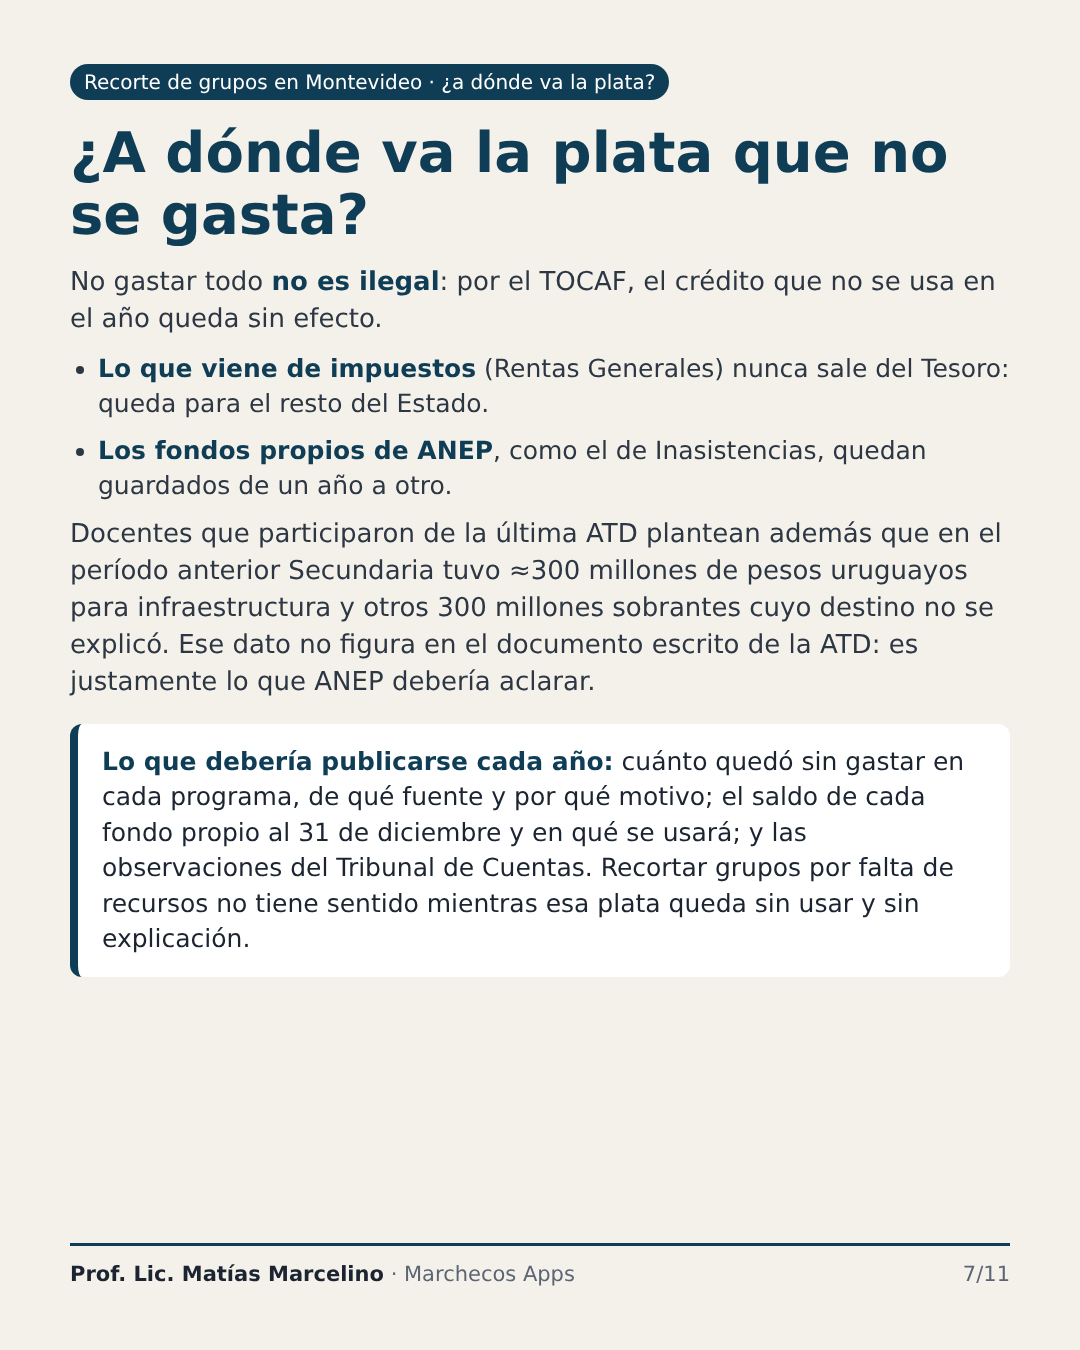 Recorte de grupos en Montevideo · ¿a dónde va la plata?
¿A dónde va la plata que no
se gasta?
No gastar todo no es ilegal: por el TOCAF, el crédito que no se usa en
el año queda sin efecto.
• Lo que viene de impuestos (Rentas Generales) nunca sale del Tesoro:
queda para el resto del Estado.
• Los fondos propios de ANEP, como el de Inasistencias, quedan
guardados de un año a otro.
Docentes que participaron de la última ATD plantean además que en el
período anterior Secundaria tuvo ≈300 millones de pesos uruguayos
para infraestructura y otros 300 millones sobrantes cuyo destino no se
explicó. Ese dato no figura en el documento escrito de la ATD: es
justamente lo que ANEP debería aclarar.
Lo que debería publicarse cada año: cuánto quedó sin gastar en
cada programa, de qué fuente y por qué motivo; el saldo de cada
fondo propio al 31 de diciembre y en qué se usará; y las
observaciones del Tribunal de Cuentas. Recortar grupos por falta de
recursos no tiene sentido mientras esa plata queda sin usar y sin
explicación.
Prof. Lic. Matías Marcelino · Marchecos Apps
7/11